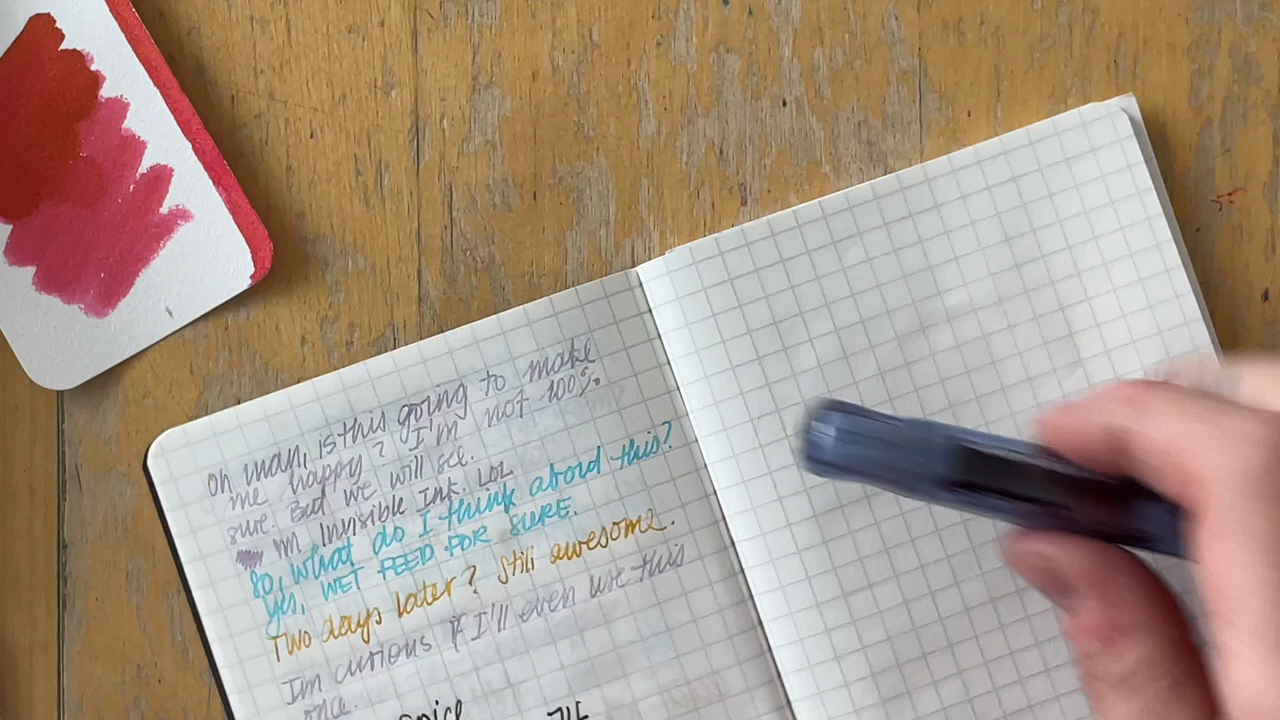 oh man, is this going to make
me happy? I'm not 100%
sure. But we will see.
Invisible Ink. LOL
So, what do I think about this?
Yes, WET FEED FOR SURE.
Two days later? Still awesome.
I'm curious if I'll even use this
once.